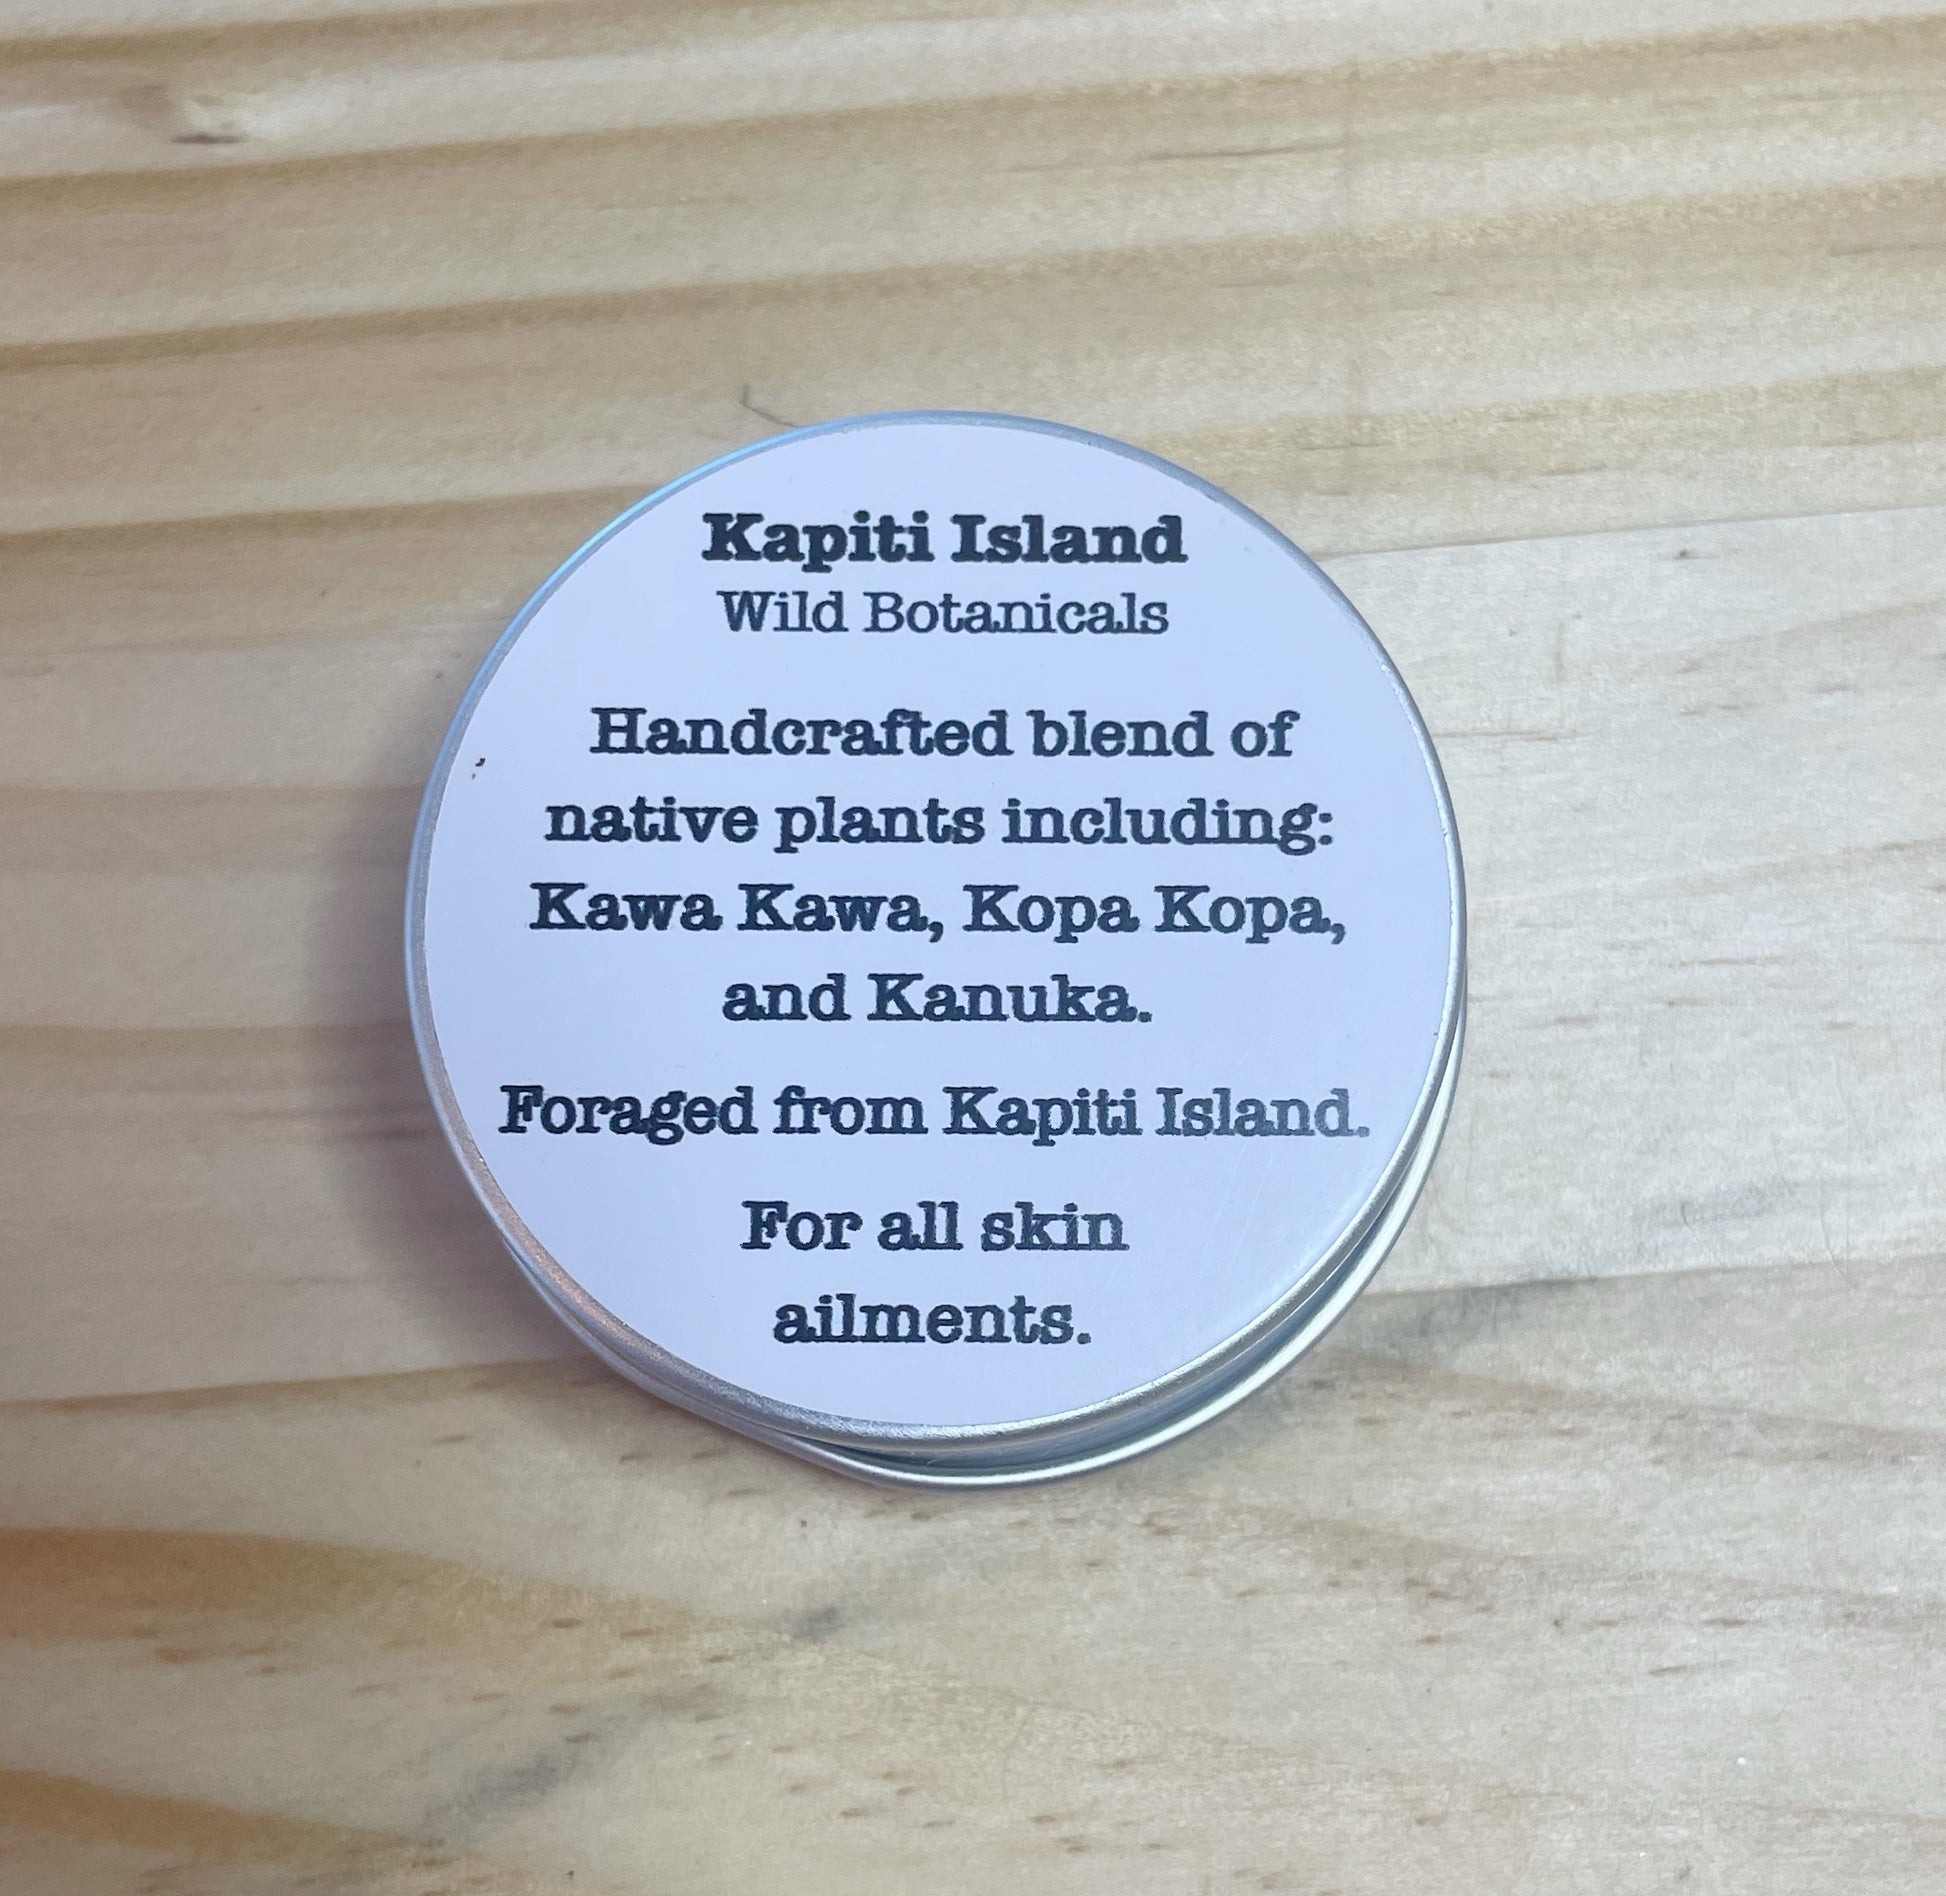 Kapiti Island
Wild Botanicals
Handcrafted blend of
native plants including:
Kawa Kawa, Kopa Kopa,
and Kanuka.
Foraged from Kapiti Island.
For all skin
ailments.